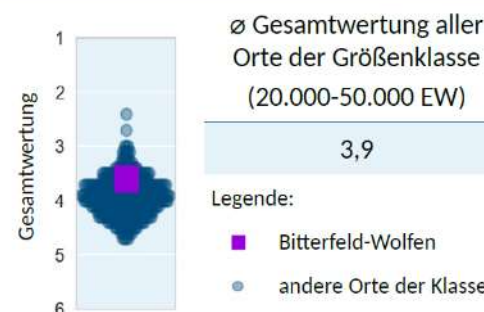 ø Gesamtwertung aller
Orte der Größenklasse
(20.000-50.000 EW)
3,9
Gesamtwertung
1
2
3
4
5
6
Legende:
Bitterfeld-Wolfen
andere Orte der Klasse